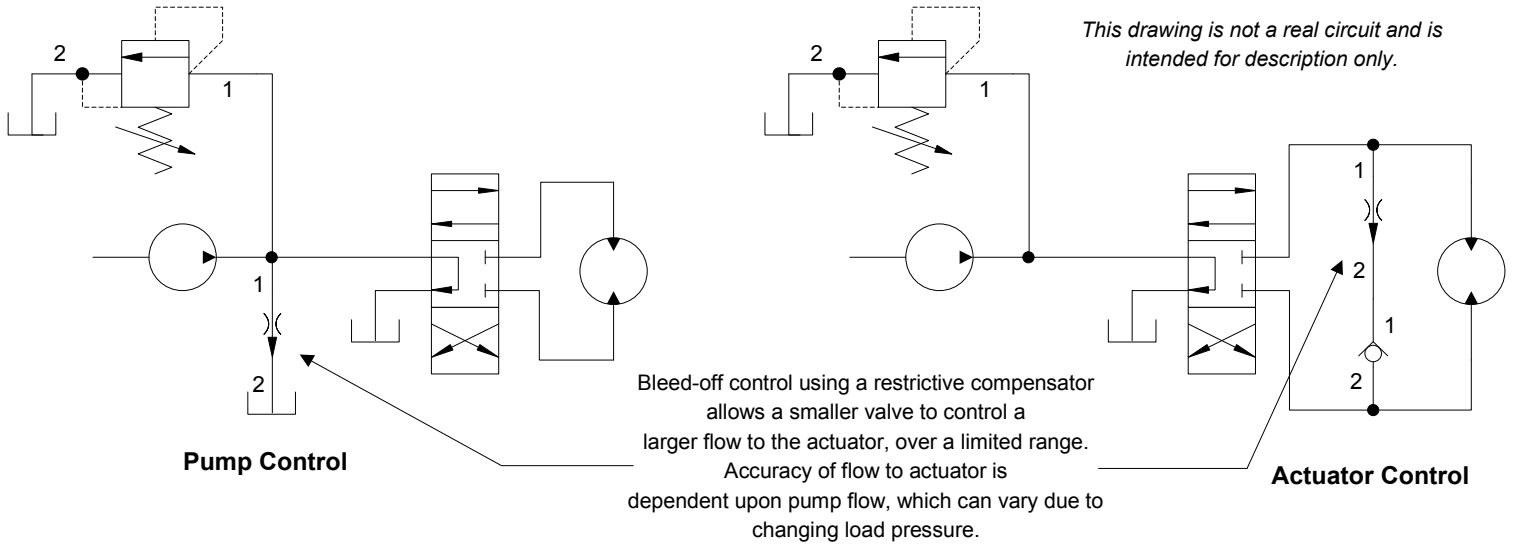 This drawing is not a real circuit and is
intended for description only.
2
1
2
1
1
2
1
2
1
2
Bleed-off control using a restrictive compensator
allows a smaller valve to control a
larger flow to the actuator, over a limited range.
Accuracy of flow to actuator is
dependent upon pump flow, which can vary due to
changing load pressure.
Pump Control
Actuator Control